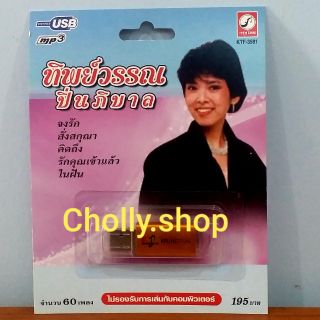 USB
mp3
KTF-3581
ทิพย์วรรณ
ปิ่นภิบาล
จงรัก
สั่งสกุณา
คิดถึง
รักคุณเข้าแล้ว
ในฝัน
Cholly.shop
จำนวน 60 เพลง
ไม่รองรับการเล่นกับคอมพิวเตอร์
195 บาท